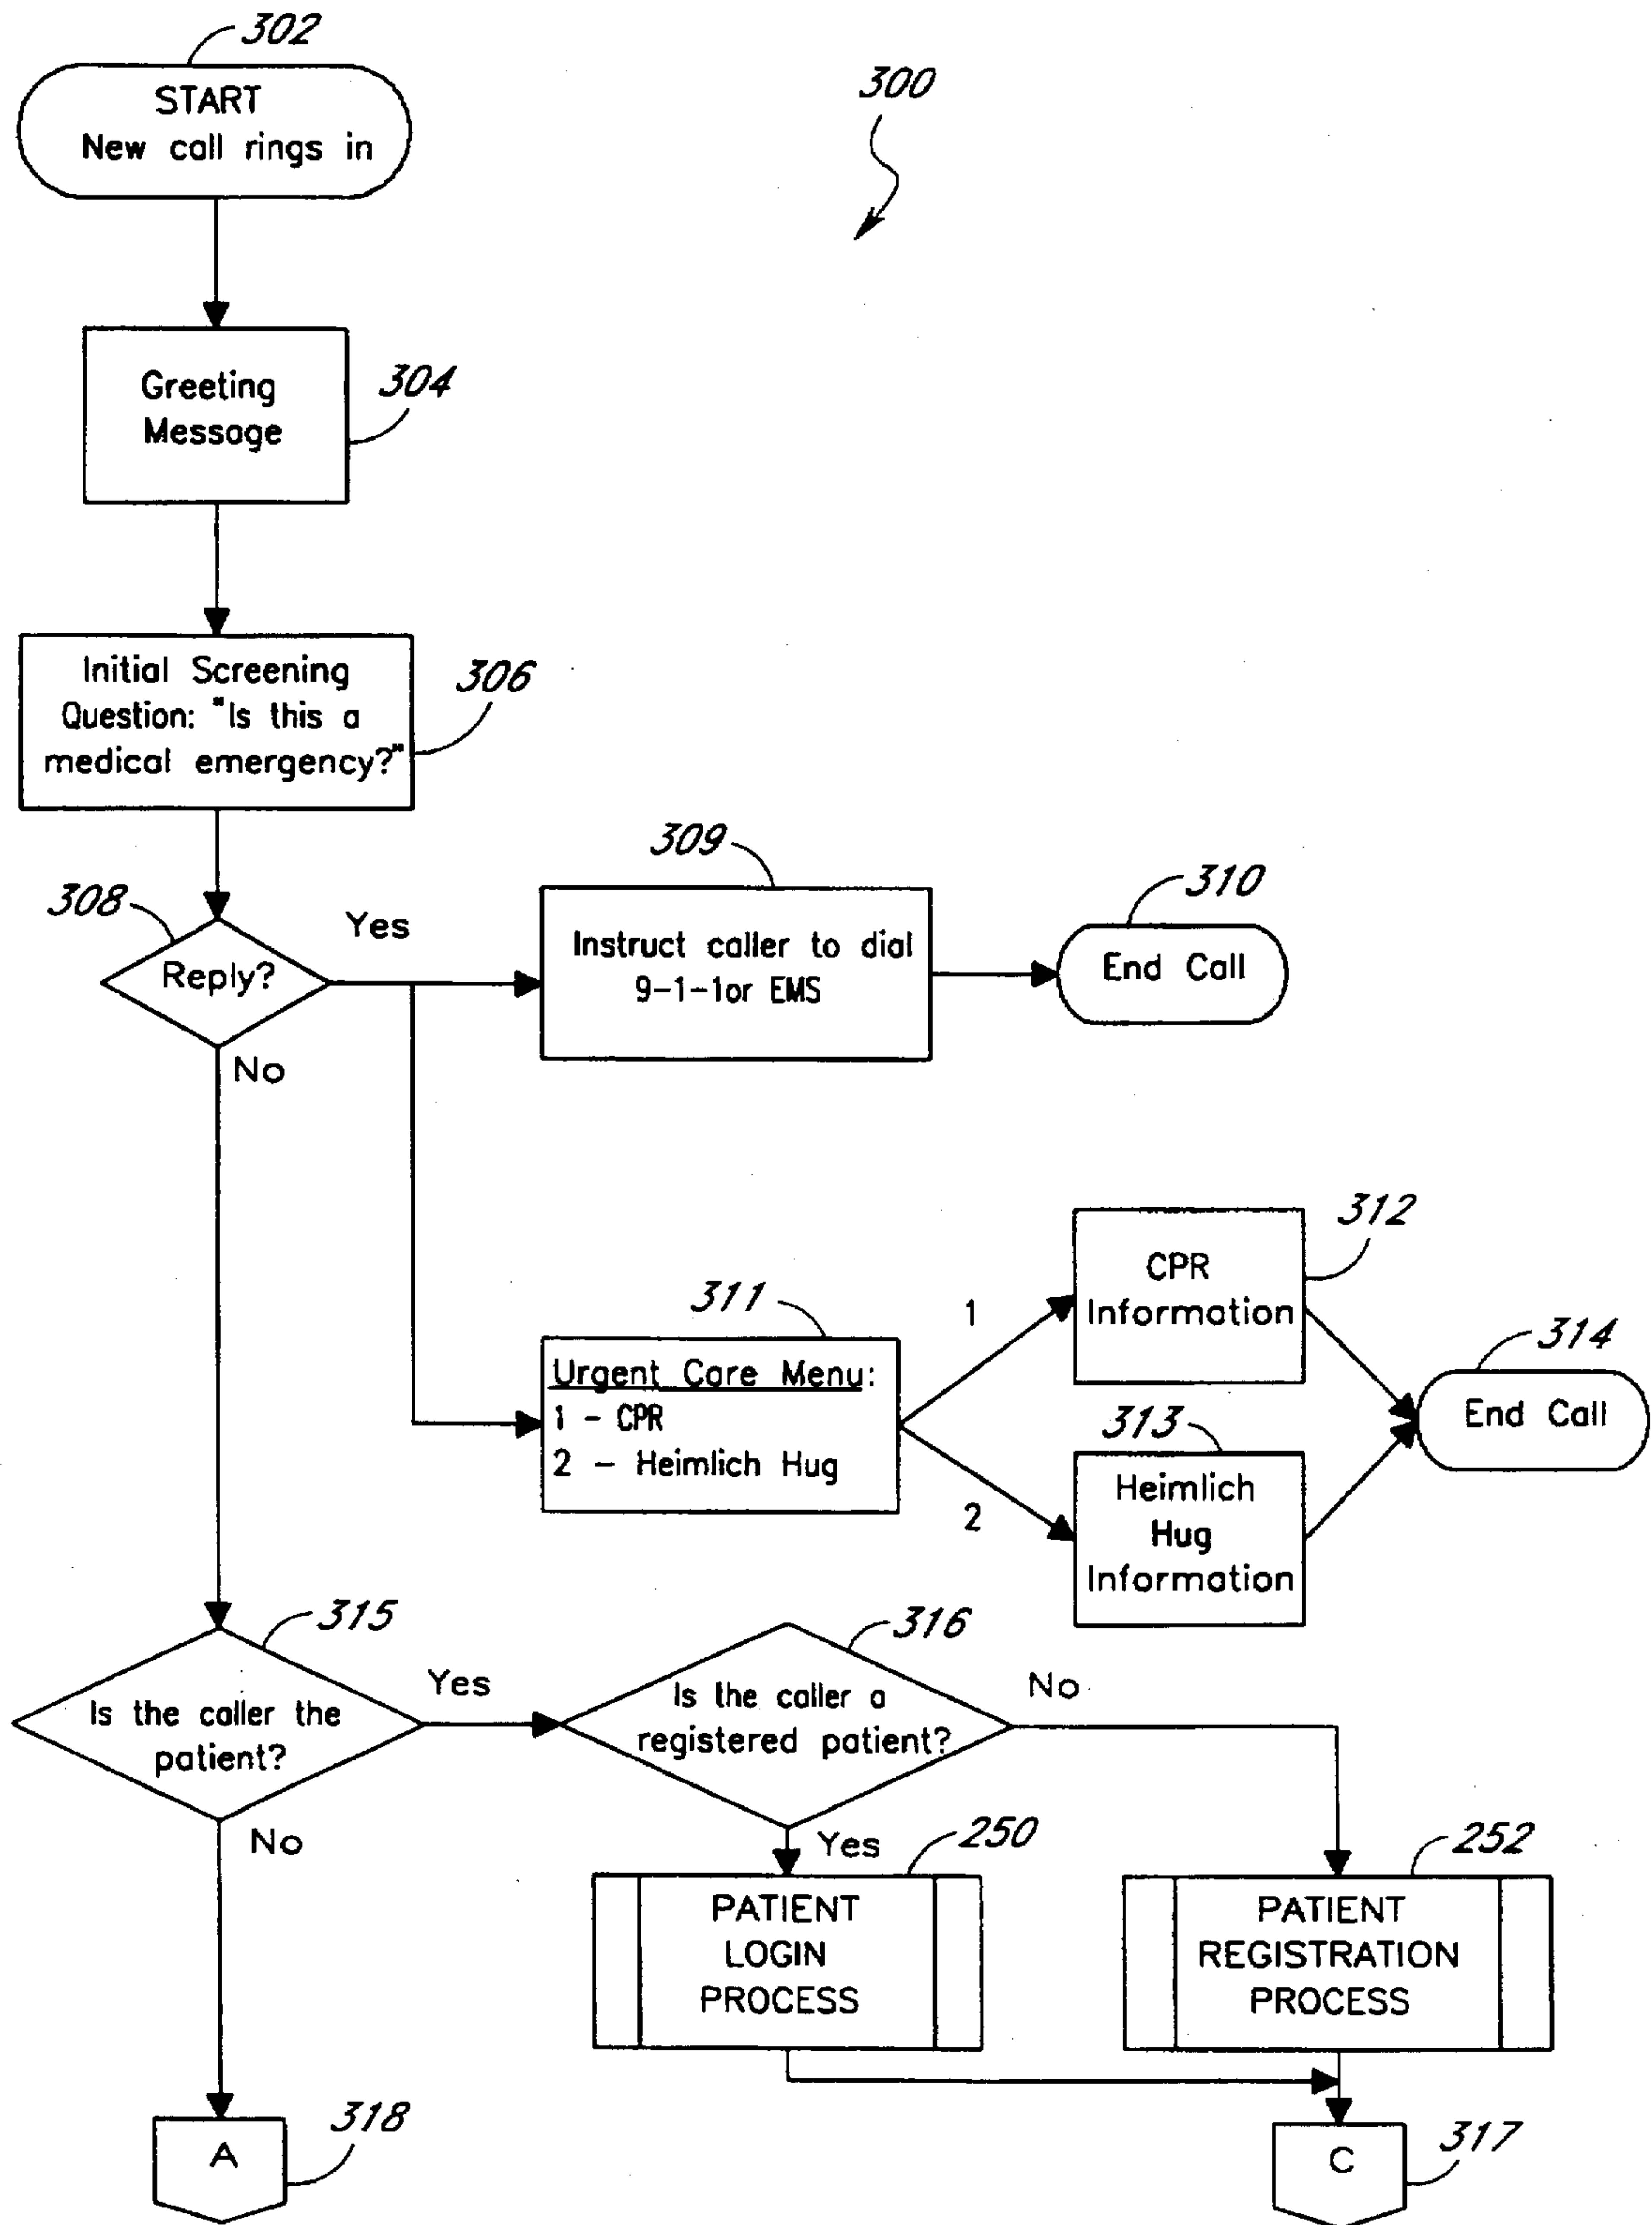 302
START
New call rings in
300
Greeting
Message
304
Initial Screening
Question: "Is this a
medical emergency?"
306
308
Reply?
Yes
No
309
Instruct caller to dial
9-1-1or EMS
310
End Call
311
Urgent Care Menu:
1 - CPR
2 - Heimlich Hug
1
2
312
CPR
Information
313
Heimlich
Hug
Information
314
End Call
315
Is the caller the
patient?
Yes
No
316
Is the caller a
registered patient?
No
Yes
250
PATIENT
LOGIN
PROCESS
252
PATIENT
REGISTRATION
PROCESS
A
318
C
317